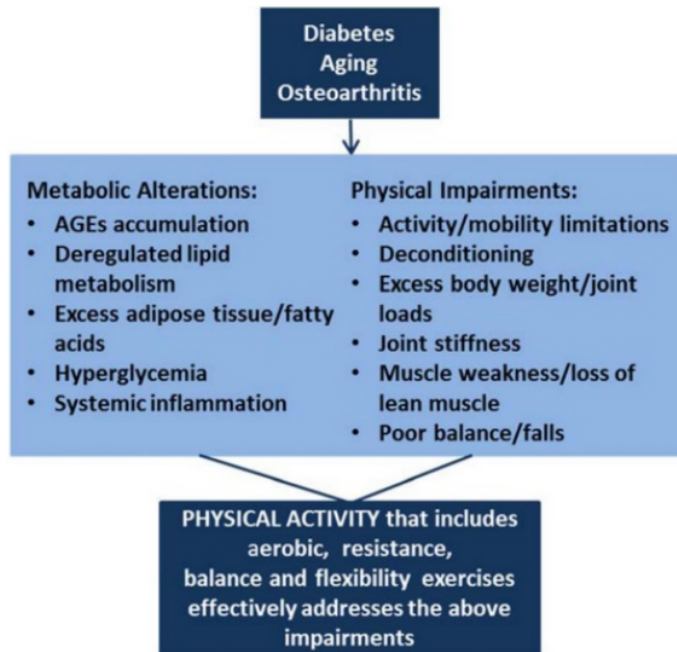 Diabetes
Aging
Osteoarthritis
Metabolic Alterations:
• AGEs accumulation
• Deregulated lipid
metabolism
• Excess adipose tissue/fatty
acids
• Hyperglycemia
• Systemic inflammation
Physical Impairments:
• Activity/mobility limitations
• Deconditioning
• Excess body weight/joint
loads
• Joint stiffness
• Muscle weakness/loss of
lean muscle
• Poor balance/falls
PHYSICAL ACTIVITY that includes
aerobic, resistance,
balance and flexibility exercises
effectively addresses the above
impairments